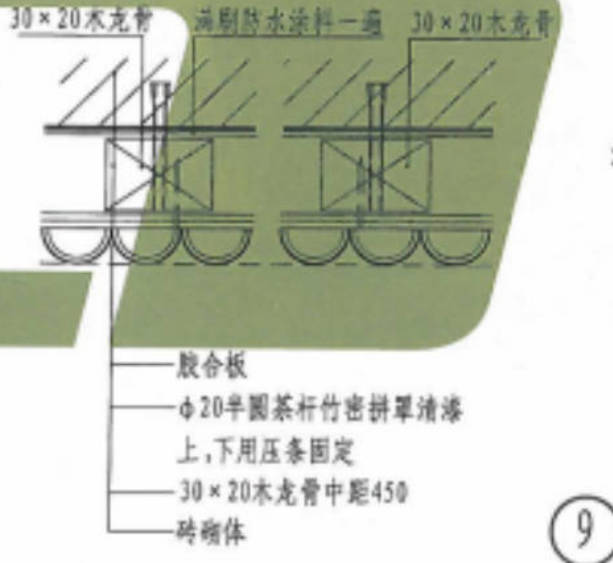 30×20木龙骨 满刷防水涂料一遍 30×20木龙骨
胶合板
ф20半圆茶杆竹密拼罩清漆
上,下用压条固定
30×20木龙骨中距450
砖砌体
9